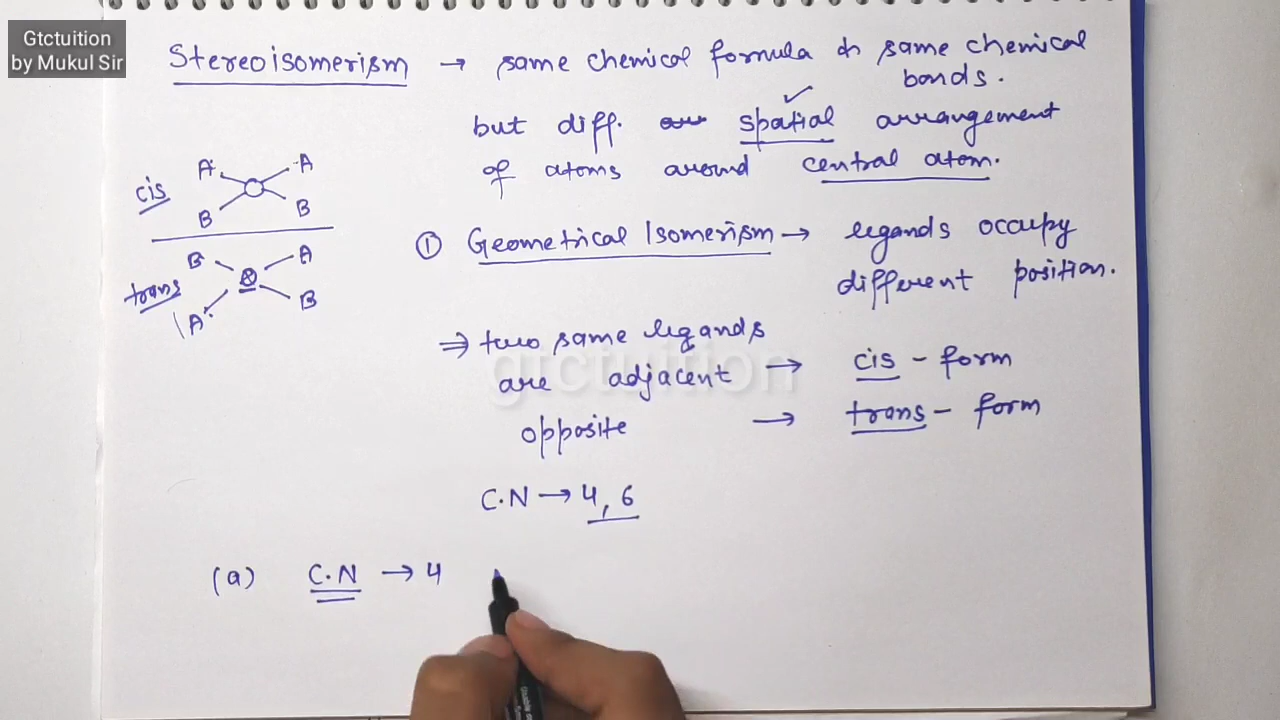 Gtctuition
by Mukul Sir
Stereoisomerism → same chemical formula & same chemical
bonds.
but diff. spatial arrangement
of atoms around central atom.
cis A A
B B
trans B A
A B
① Geometrical Isomerism → ligands occupy
different position.
⇒ two same ligands
are adjacent → cis - form
opposite → trans - form
gtctuition
C.N → 4, 6
(a) C.N → 4